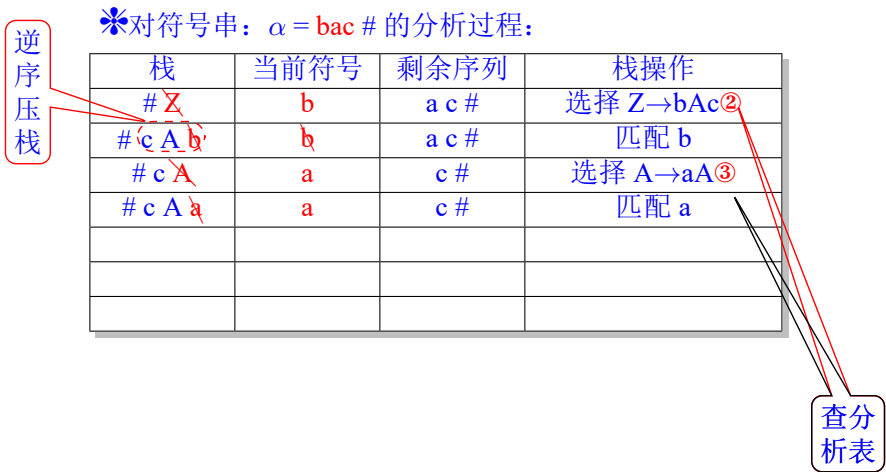 ❊对符号串：α = bac # 的分析过程：
逆序压栈
栈 当前符号 剩余序列 栈操作
# Z b a c # 选择 Z→bAc②
# c A b b a c # 匹配 b
# c A a c # 选择 A→aA③
# c A a a c # 匹配 a
查分
析表